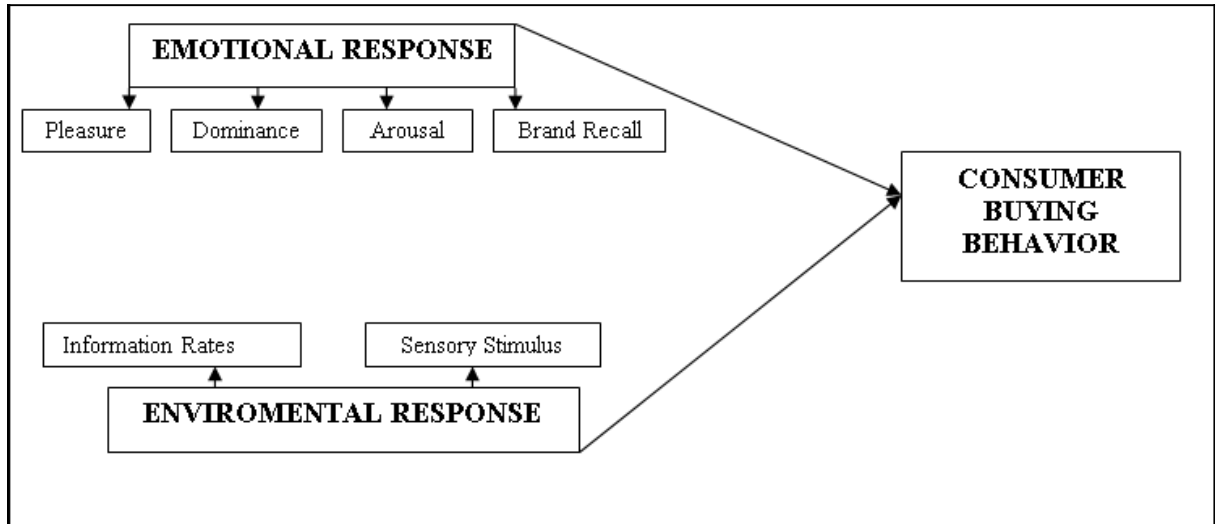 EMOTIONAL RESPONSE
Pleasure
Dominance
Arousal
Brand Recall
CONSUMER
BUYING
BEHAVIOR
Information Rates
Sensory Stimulus
ENVIROMENTAL RESPONSE